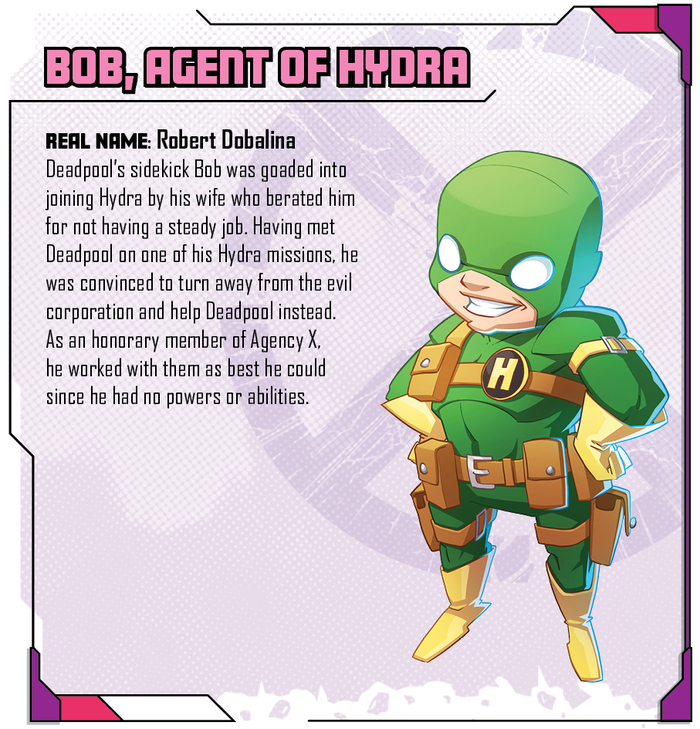 BOB, AGENT OF HYDRA
REAL NAME: Robert Dobalina
Deadpool's sidekick Bob was goaded into
joining Hydra by his wife who berated him
for not having a steady job. Having met
Deadpool on one of his Hydra missions, he
was convinced to turn away from the evil
corporation and help Deadpool instead.
As an honorary member of Agency X,
he worked with them as best he could
since he had no powers or abilities.
H